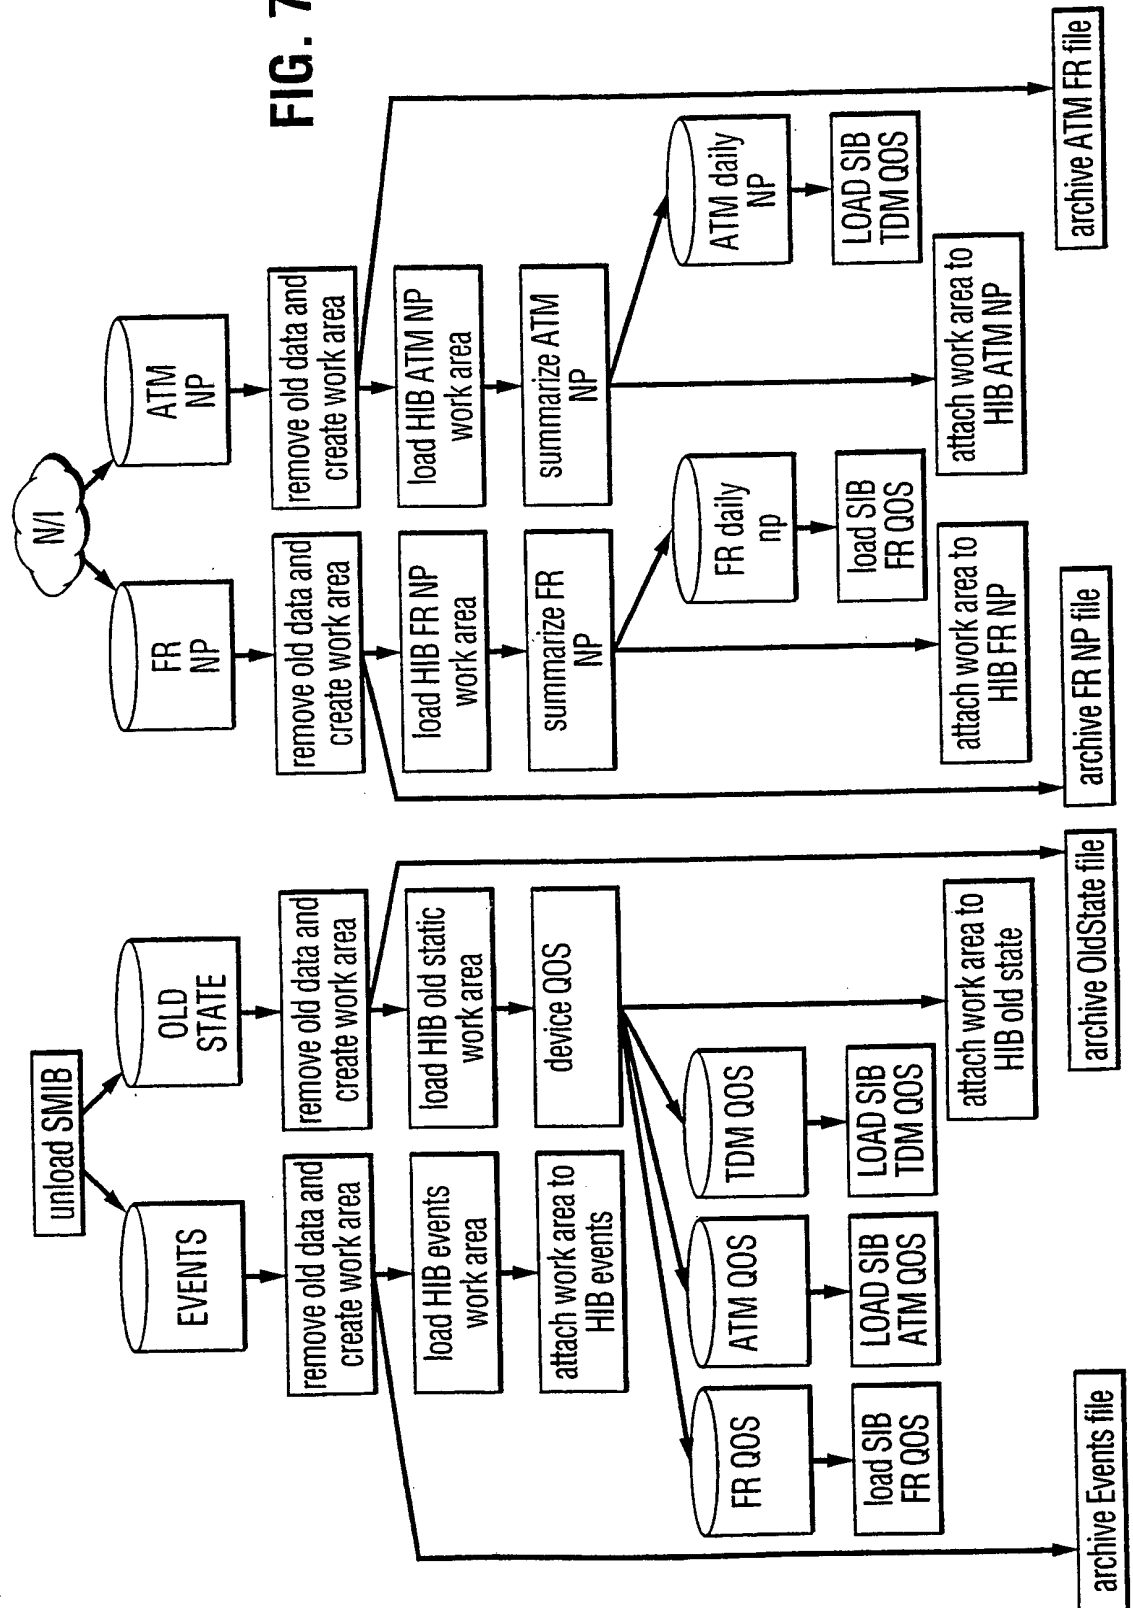 FIG. 7
unload SMIB
EVENTS
OLD
STATE
remove old data and
create work area
remove old data and
create work area
load HIB events
work area
load HIB old static
work area
attach work area to
HIB events
device QOS
FR QOS
ATM QOS
TDM QOS
load SIB
FR QOS
LOAD SIB
ATM QOS
LOAD SIB
TDM QOS
attach work area to
HIB old state
archive Events file
archive OldState file
N/I
FR
NP
ATM
NP
remove old data and
create work area
remove old data and
create work area
load HIB FR NP
work area
load HIB ATM NP
work area
summarize FR
NP
summarize ATM
NP
FR daily
np
ATM daily
NP
load SIB
FR QOS
LOAD SIB
TDM QOS
attach work area to
HIB FR NP
attach work area to
HIB ATM NP
archive FR NP file
archive ATM FR file